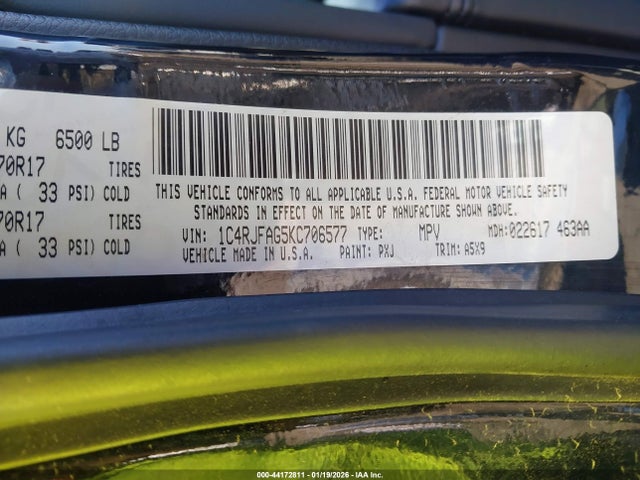 KG 6500 LB
70R17 TIRES
A ( 33 PSI) COLD
70R17 TIRES
A ( 33 PSI) COLD
THIS VEHICLE CONFORMS TO ALL APPLICABLE U.S.A. FEDERAL MOTOR VEHICLE SAFETY
STANDARDS IN EFFECT ON THE DATE OF MANUFACTURE SHOWN ABOVE.
VIN: 1C4RJFAG5KC706577 TYPE: MPV MDH:022617 463AA
VEHICLE MADE IN U.S.A. PAINT: PXJ TRIM: A5X9
000-44172811 - 01/19/2026 - IAA Inc.